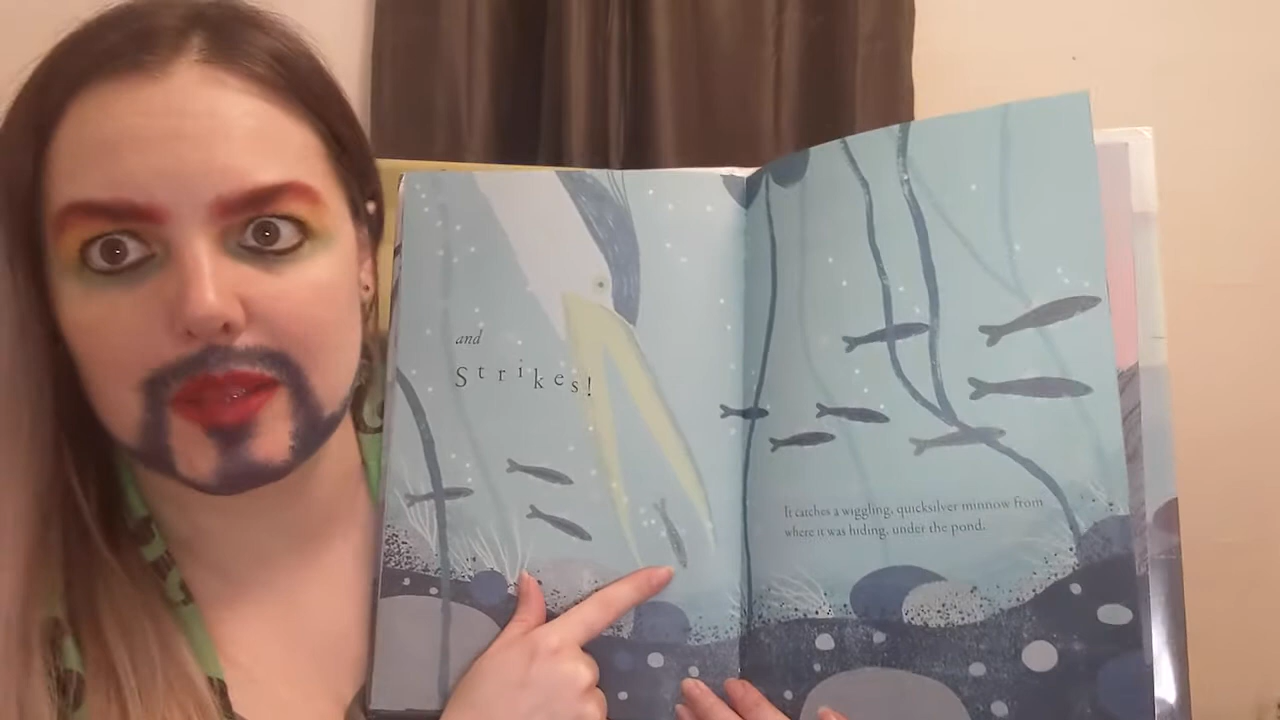 and
Strikes!
It catches a wiggling, quicksilver minnow from
where it was hiding, under the pond.